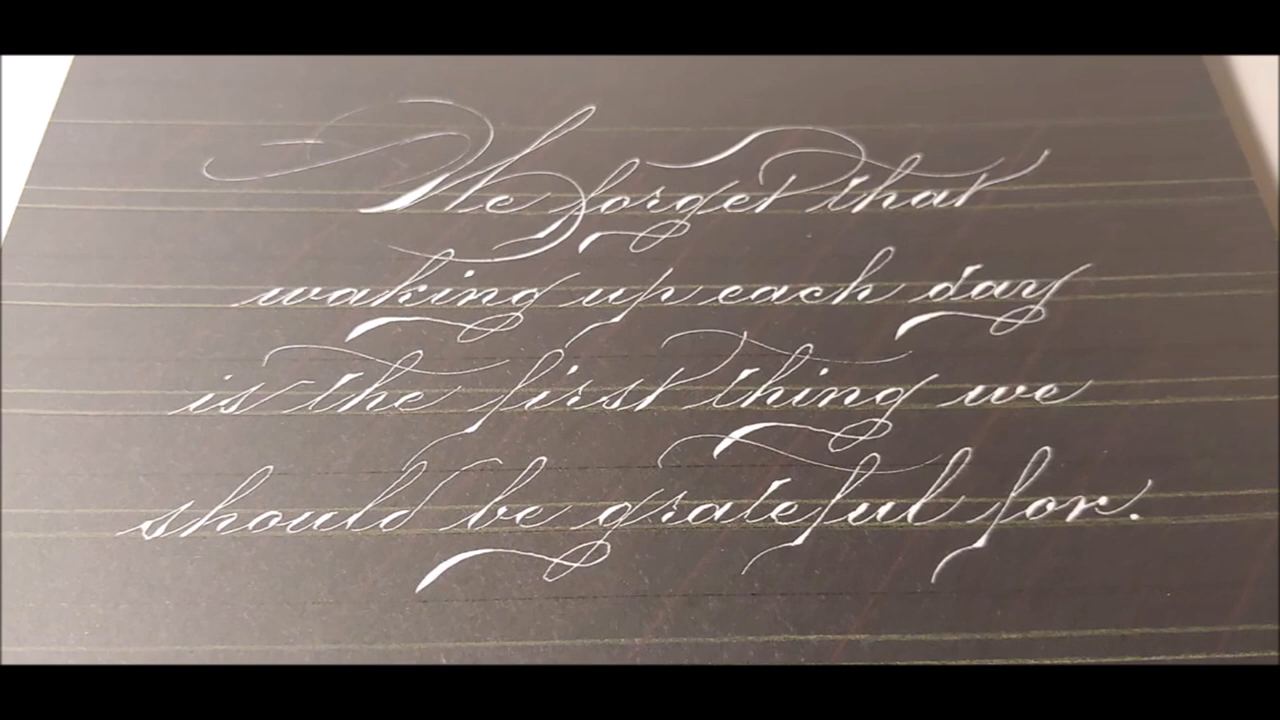 We forget that
waking up each day
is the first thing we
should be grateful for.